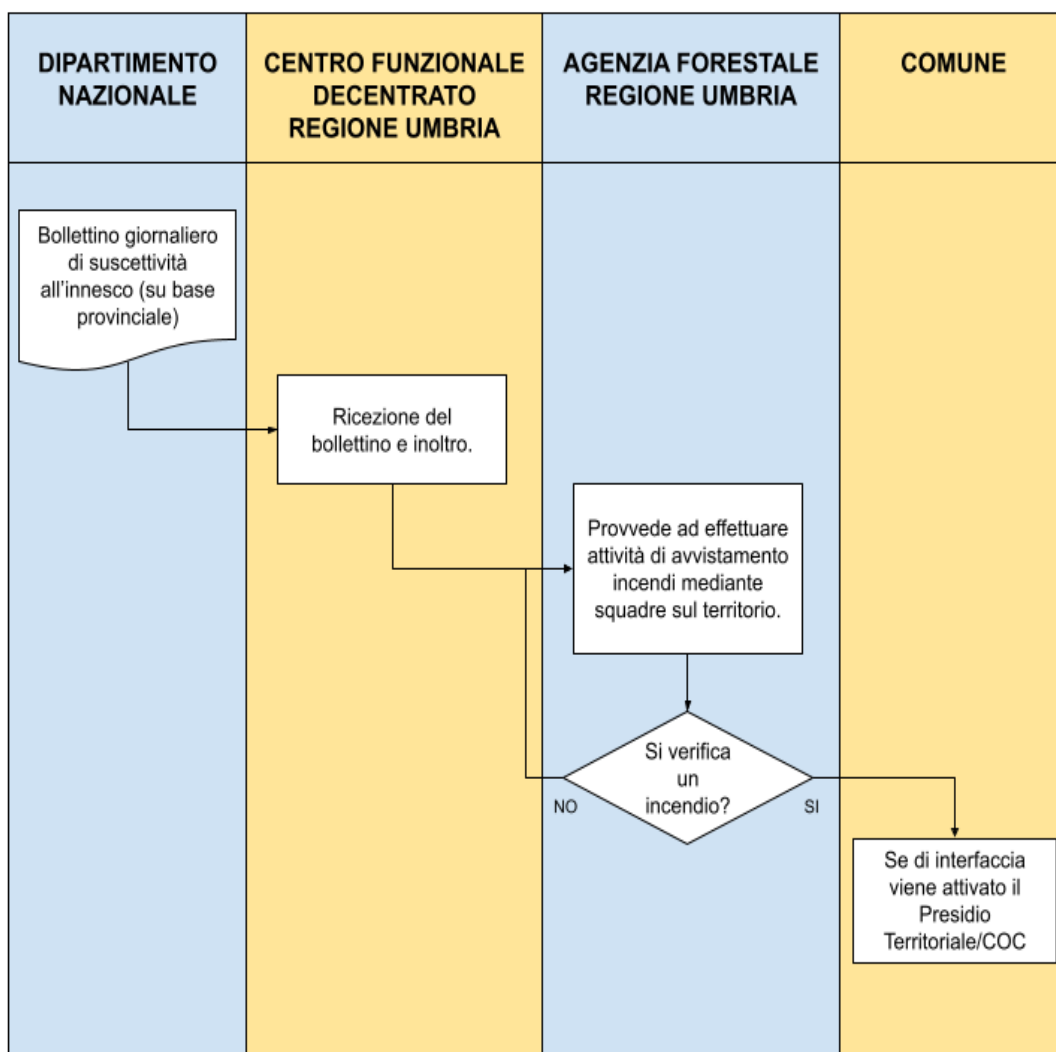 DIPARTIMENTO
NAZIONALE
CENTRO FUNZIONALE
DECENTRATO
REGIONE UMBRIA
AGENZIA FORESTALE
REGIONE UMBRIA
COMUNE
Bollettino giornaliero
di suscettività
all'innesco (su base
provinciale)
Ricezione del
bollettino e inoltro.
Provvede ad effettuare
attività di avvistamento
incendi mediante
squadre sul territorio.
Si verifica
un
incendio?
NO
SI
Se di interfaccia
viene attivato il
Presidio
Territoriale/COC